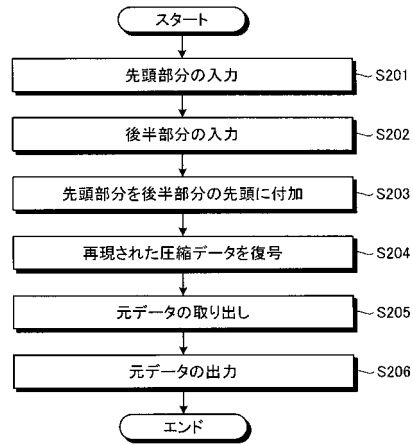 スタート
先頭部分の入力 S201
後半部分の入力 S202
先頭部分を後半部分の先頭に付加 S203
再現された圧縮データを復号 S204
元データの取り出し S205
元データの出力 S206
エンド